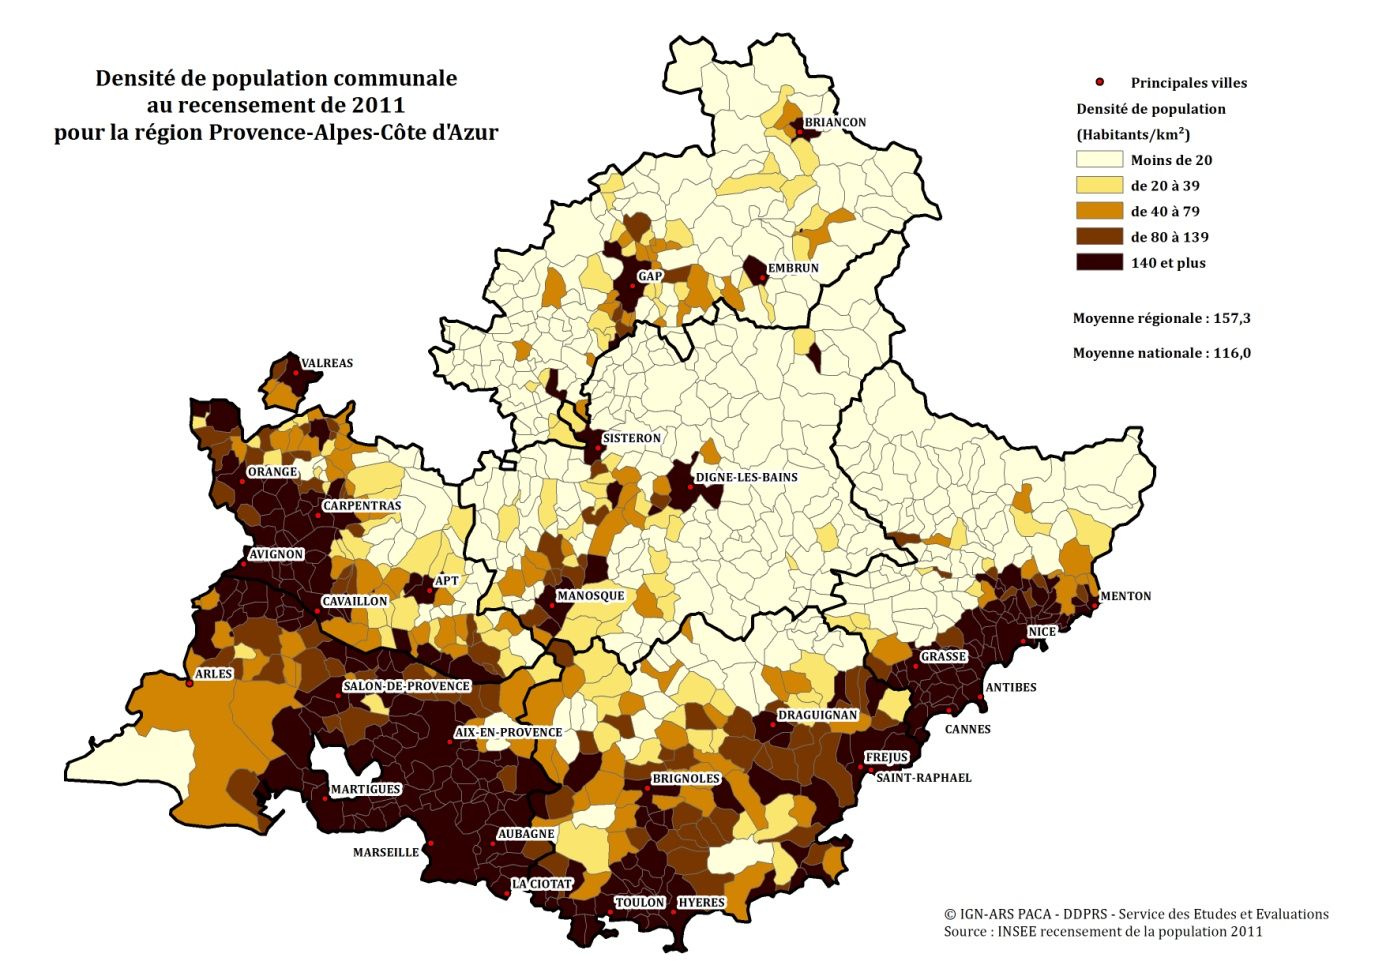 Densité de population communale
au recensement de 2011
pour la région Provence-Alpes-Côte d'Azur
Principales villes
Densité de population
(Habitants/km²)
Moins de 20
de 20 à 39
de 40 à 79
de 80 à 139
140 et plus
Moyenne régionale : 157,3
Moyenne nationale : 116,0
BRIANCON
EMBRUN
GAP
VALREAS
SISTERON
ORANGE
DIGNE-LES-BAINS
CARPENTRAS
AVIGNON
APT
MANOSQUE
CAVAILLON
MENTON
NICE
GRASSE
ARLES
SALON-DE-PROVENCE
ANTIBES
DRAGUIGNAN
CANNES
AIX-EN-PROVENCE
FREJUS
SAINT-RAPHAEL
BRIGNOLES
MARTIGUES
AUBAGNE
MARSEILLE
LA CIOTAT
TOULON
HYERES
© IGN-ARS PACA - DDPRS - Service des Etudes et Evaluations
Source : INSEE recensement de la population 2011